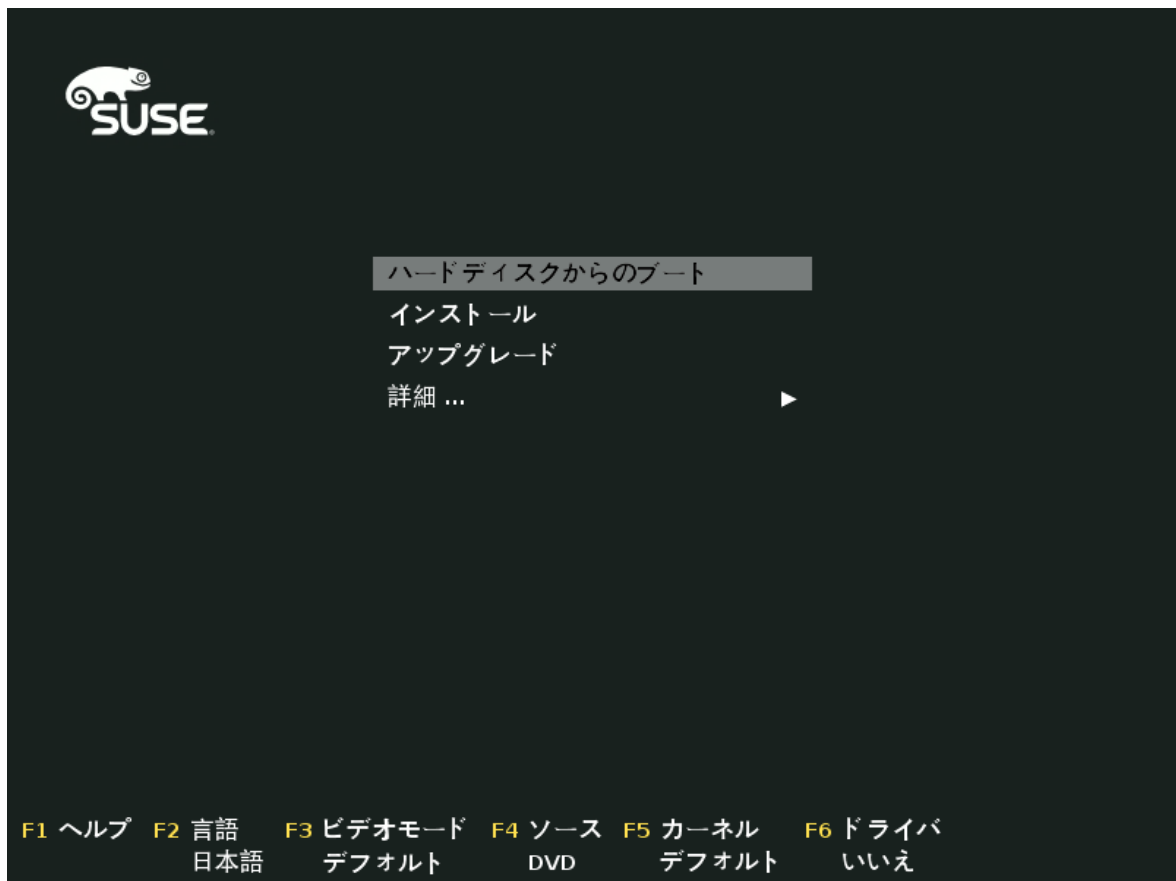 SUSE
ハードディスクからのブート
インストール
アップグレード
詳細 ...
F1 ヘルプ F2 言語 F3 ビデオモード F4 ソース F5 カーネル F6 ドライバ
日本語 デフォルト DVD デフォルト いいえ